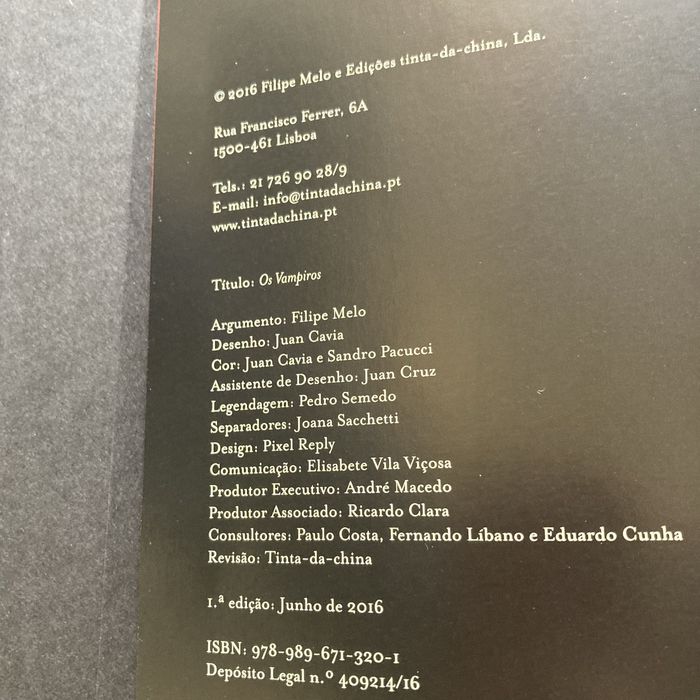 © 2016 Filipe Melo e Edições tinta-da-china, Lda.
Rua Francisco Ferrer, 6A
1500-461 Lisboa
Tels.: 21 726 90 28/9
E-mail: info@tintadachina.pt
www.tintadachina.pt
Título: Os Vampiros
Argumento: Filipe Melo
Desenho: Juan Cavia
Cor: Juan Cavia e Sandro Pacucci
Assistente de Desenho: Juan Cruz
Legendagem: Pedro Semedo
Separadores: Joana Sacchetti
Design: Pixel Reply
Comunicação: Elisabete Vila Viçosa
Produtor Executivo: André Macedo
Produtor Associado: Ricardo Clara
Consultores: Paulo Costa, Fernando Líbano e Eduardo Cunha
Revisão: Tinta-da-china
1.ª edição: Junho de 2016
ISBN: 978-989-671-320-1
Depósito Legal n.º 409214/16